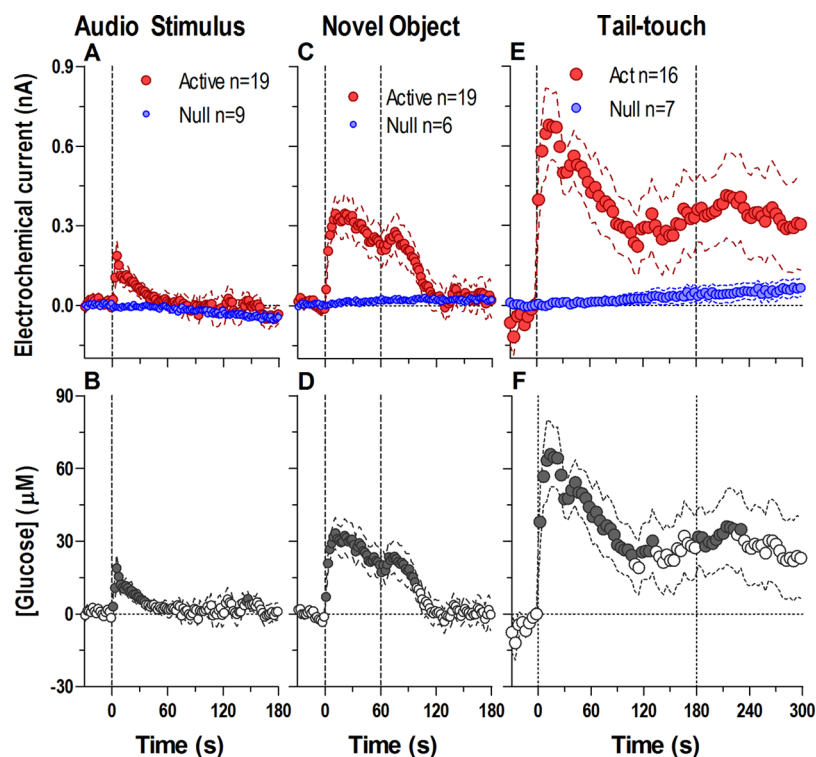 Audio Stimulus Novel Object Tail-touch
A C E
Electrochemical current (nA)
0.9
0.6
0.3
0.0
Active n=19
Null n=9
Active n=19
Null n=6
Act n=16
Null n=7
B D F
[Glucose] (μM)
90
60
30
0
-30
0 60 120 180 0 60 120 180 0 60 120 180 240 300
Time (s) Time (s) Time (s)